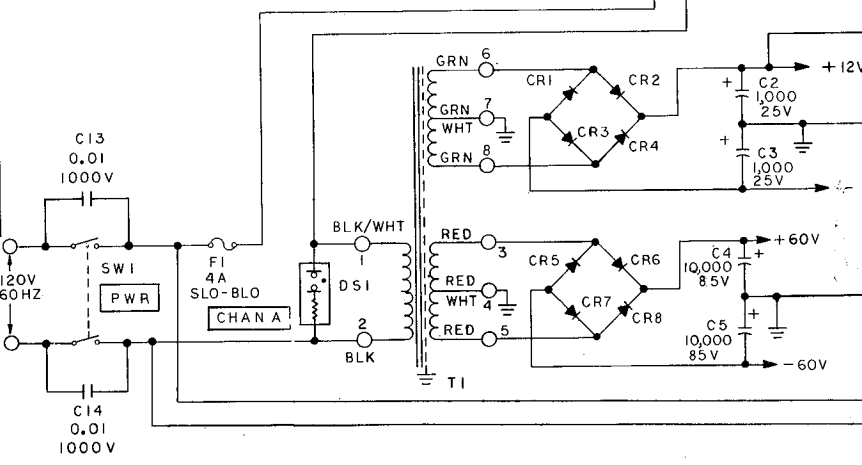 C13
0.01
1000V
120V
60HZ
SW1
PWR
C14
0.01
1000V
F1
4A
SLO-BLO
CHAN A
DS1
BLK/WHT
1
2
BLK
T1
GRN
6
GRN
WHT
7
GRN
8
RED
3
RED
WHT
4
RED
5
CR1
CR2
CR3
CR4
CR5
CR6
CR7
CR8
+
C2
1,000
25V
+12V
+
C3
1,000
25V
+60V
+
C4
10,000
85V
+
C5
10,000
85V
-60V